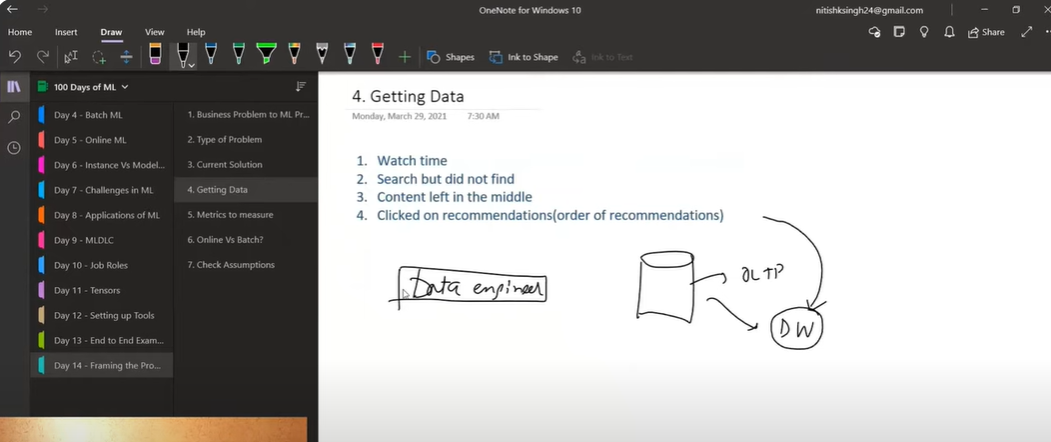 OneNote for Windows 10
nitishksingh24@gmail.com
Home Insert Draw View Help
Shapes
Ink to Shape
Ink to Text
Share
100 Days of ML
Day 4 - Batch ML
Day 5 - Online ML
Day 6 - Instance Vs Model...
Day 7 - Challenges in ML
Day 8 - Applications of ML
Day 9 - MLDLC
Day 10 - Job Roles
Day 11 - Tensors
Day 12 - Setting up Tools
Day 13 - End to End Exam...
Day 14 - Framing the Pro...
1. Business Problem to ML Pr...
2. Type of Problem
3. Current Solution
4. Getting Data
5. Metrics to measure
6. Online Vs Batch?
7. Check Assumptions
4. Getting Data
Monday, March 29, 2021 7:30 AM
1. Watch time
2. Search but did not find
3. Content left in the middle
4. Clicked on recommendations(order of recommendations)
Data engineer
OLTP
DW